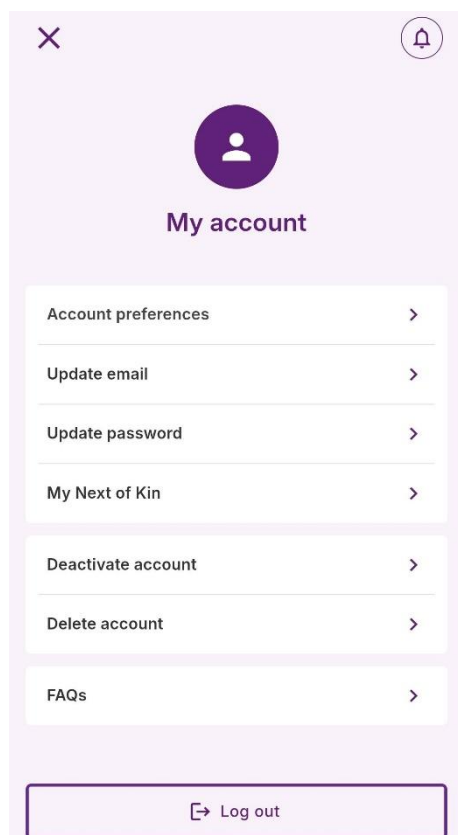 My account
Account preferences
Update email
Update password
My Next of Kin
Deactivate account
Delete account
FAQs
Log out